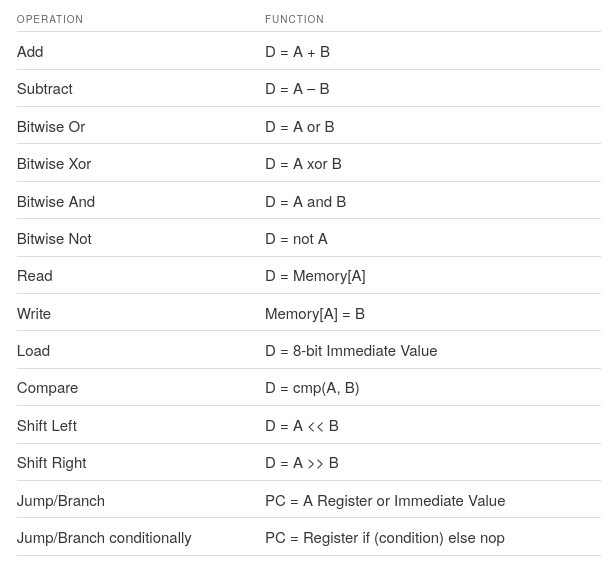 OPERATION FUNCTION
Add D = A + B
Subtract D = A – B
Bitwise Or D = A or B
Bitwise Xor D = A xor B
Bitwise And D = A and B
Bitwise Not D = not A
Read D = Memory[A]
Write Memory[A] = B
Load D = 8-bit Immediate Value
Compare D = cmp(A, B)
Shift Left D = A << B
Shift Right D = A >> B
Jump/Branch PC = A Register or Immediate Value
Jump/Branch conditionally PC = Register if (condition) else nop